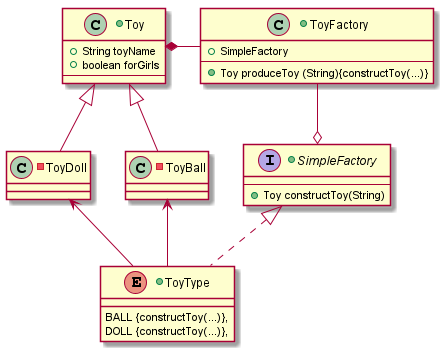 C Toy
String toyName
boolean forGirls
C ToyFactory
SimpleFactory
Toy produceToy (String){constructToy(...)}
C ToyDoll
C ToyBall
I SimpleFactory
Toy constructToy(String)
E ToyType
BALL {constructToy(...)},
DOLL {constructToy(...)},